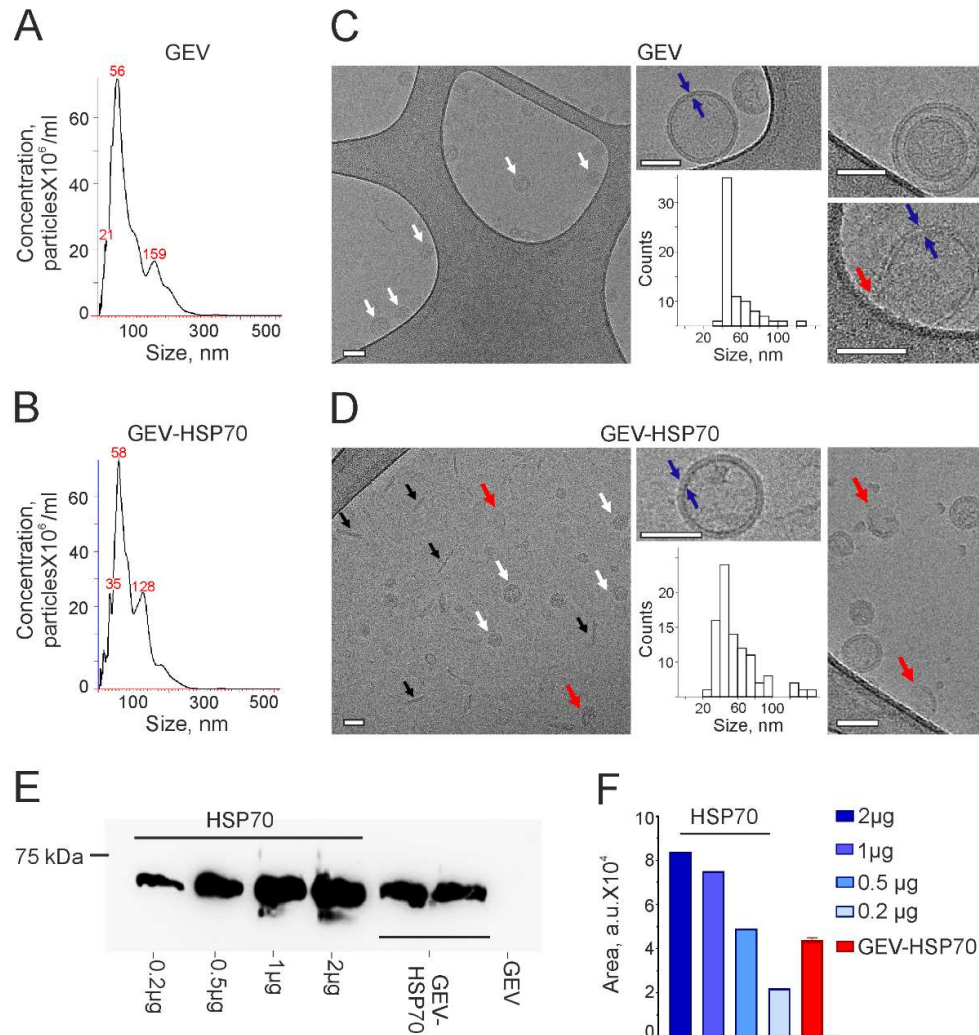 A
GEV
Concentration,
particlesX10⁶/ml
60
40
20
0
56
21
159
100 300 500
Size, nm
B
GEV-HSP70
Concentration,
particlesX10⁶/ml
60
40
20
0
58
35
128
100 300 500
Size, nm
C
GEV
Counts
30
20
10
20 60 100
Size, nm
D
GEV-HSP70
Counts
20
10
20 60 100
Size, nm
E
HSP70
75 kDa
-0.2µg
-0.5µg
-1µg
-2µg
-GEV-
HSP70
-GEV
F
HSP70
Area, a.u.X10⁴
10
8
6
4
2
0
2µg
1µg
0.5 µg
0.2 µg
GEV-HSP70